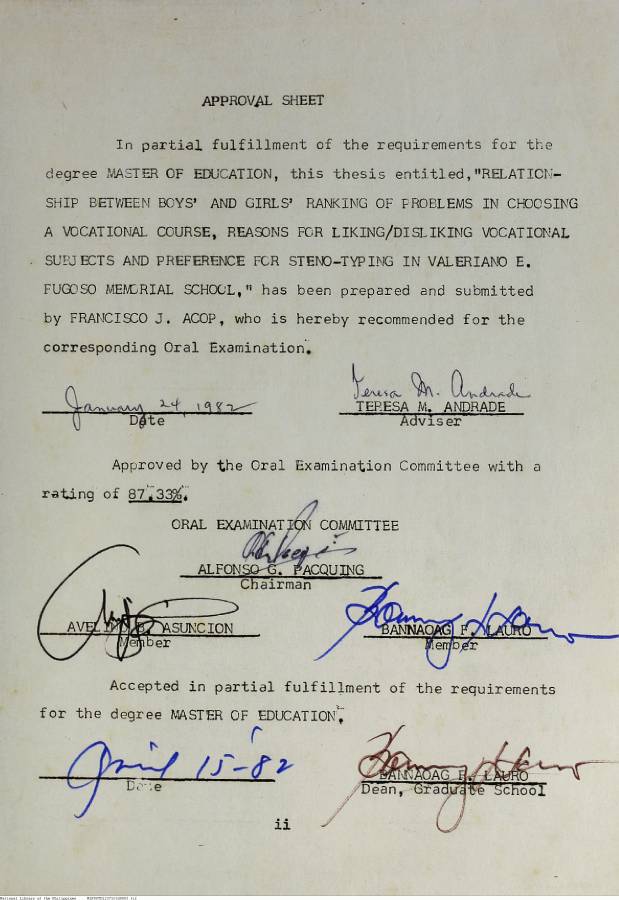 APPROVAL SHEET
In partial fulfillment of the requirements for the
degree MASTER OF EDUCATION, this thesis entitled,"RELATION-
SHIP BETWEEN BOYS' AND GIRLS' RANKING OF PROBLEMS IN CHOOSING
A VOCATIONAL COURSE, REASONS FOR LIKING/DISLIKING VOCATIONAL
SUBJECTS AND PREFERENCE FOR STENO-TYPING IN VALERIANO E.
FUGOSO MEMORIAL SCHOOL," has been prepared and submitted
by FRANCISCO J. ACOP, who is hereby recommended for the
corresponding Oral Examination.
January 24, 1982 Teresa M. Andrade
TERESA M. ANDRADE
Date Adviser
Approved by the Oral Examination Committee with a
rating of 87.33%.
ORAL EXAMINATION COMMITTEE
ALFONSO G. PACQUING
Chairman
B. ASUNCION BANNAOAG F. LAURO
Member Member
Accepted in partial fulfillment of the requirements
for the degree MASTER OF EDUCATION.
April 15-82
BANNAOAG F. LAURO
Date Dean, Graduate School
ii
National Library of the Philippines